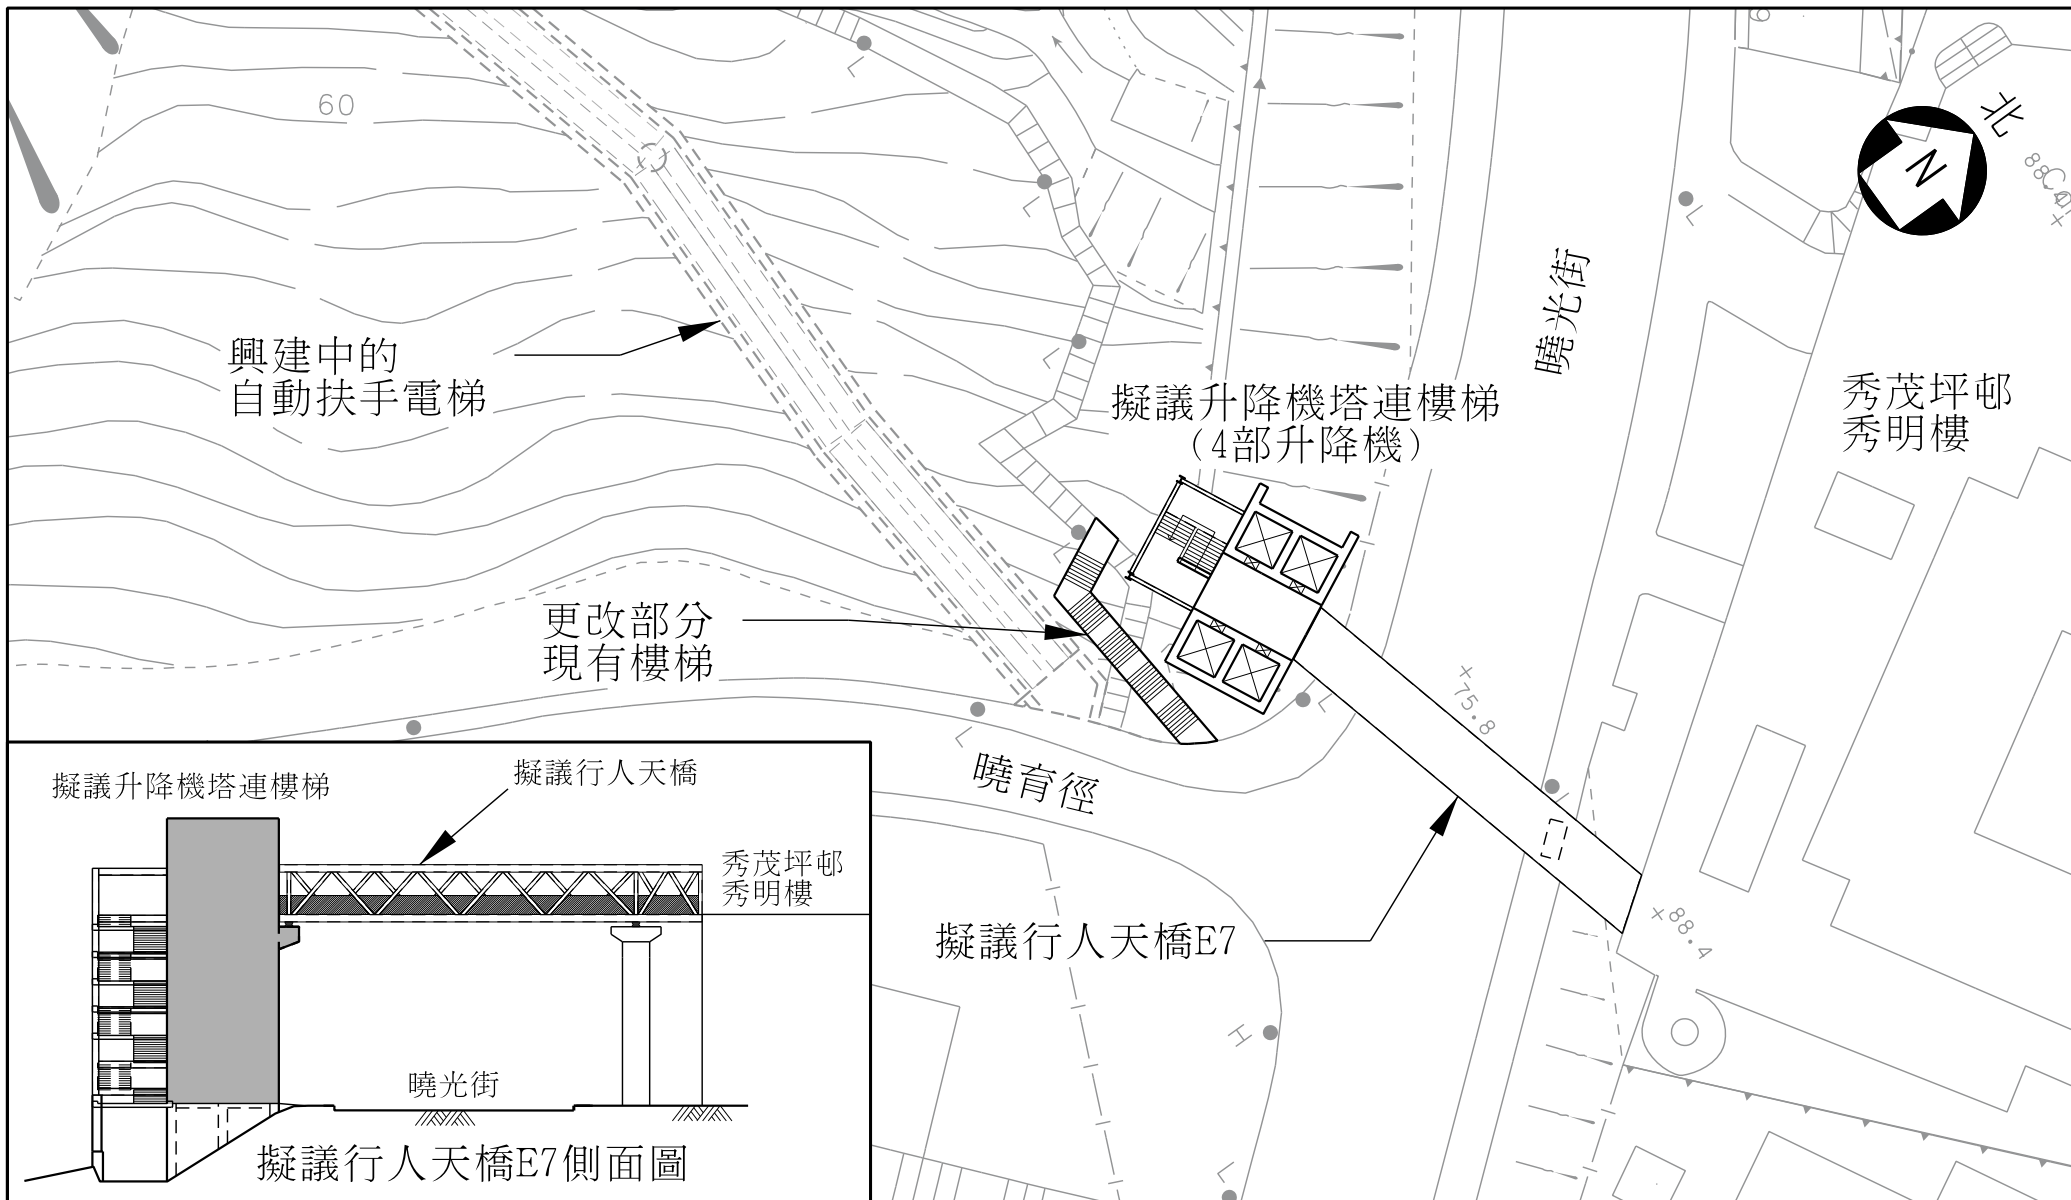 60
北
N
88.4
興建中的
自動扶手電梯
曉光街
擬議升降機塔連樓梯
(4部升降機)
秀茂坪邨
秀明樓
更改部分
現有樓梯
75.8
曉育徑
擬議行人天橋E7
88.4
H
擬議升降機塔連樓梯
擬議行人天橋
秀茂坪邨
秀明樓
曉光街
擬議行人天橋E7側面圖